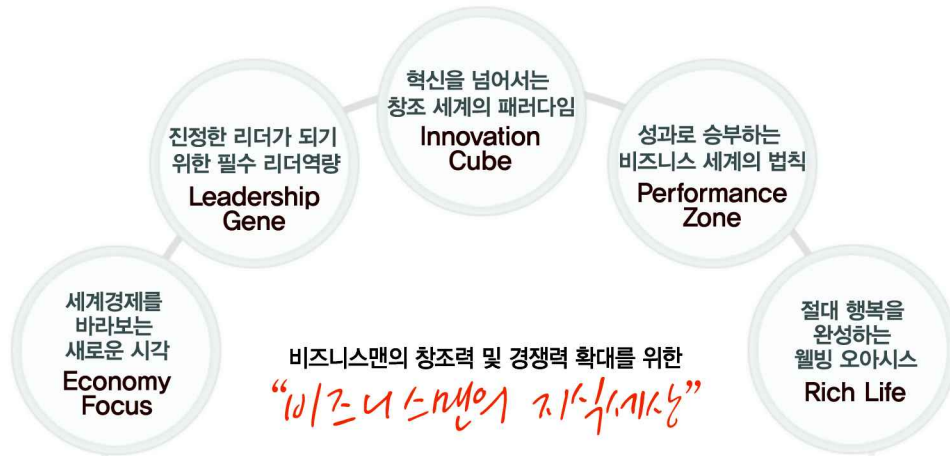 세계경제를
바라보는
새로운 시각
Economy
Focus
진정한 리더가 되기
위한 필수 리더역량
Leadership
Gene
혁신을 넘어서는
창조 세계의 패러다임
Innovation
Cube
성과로 승부하는
비즈니스 세계의 법칙
Performance
Zone
절대 행복을
완성하는
웰빙 오아시스
Rich Life
비즈니스맨의 창조력 및 경쟁력 확대를 위한
“비즈니스맨의 지식세상”